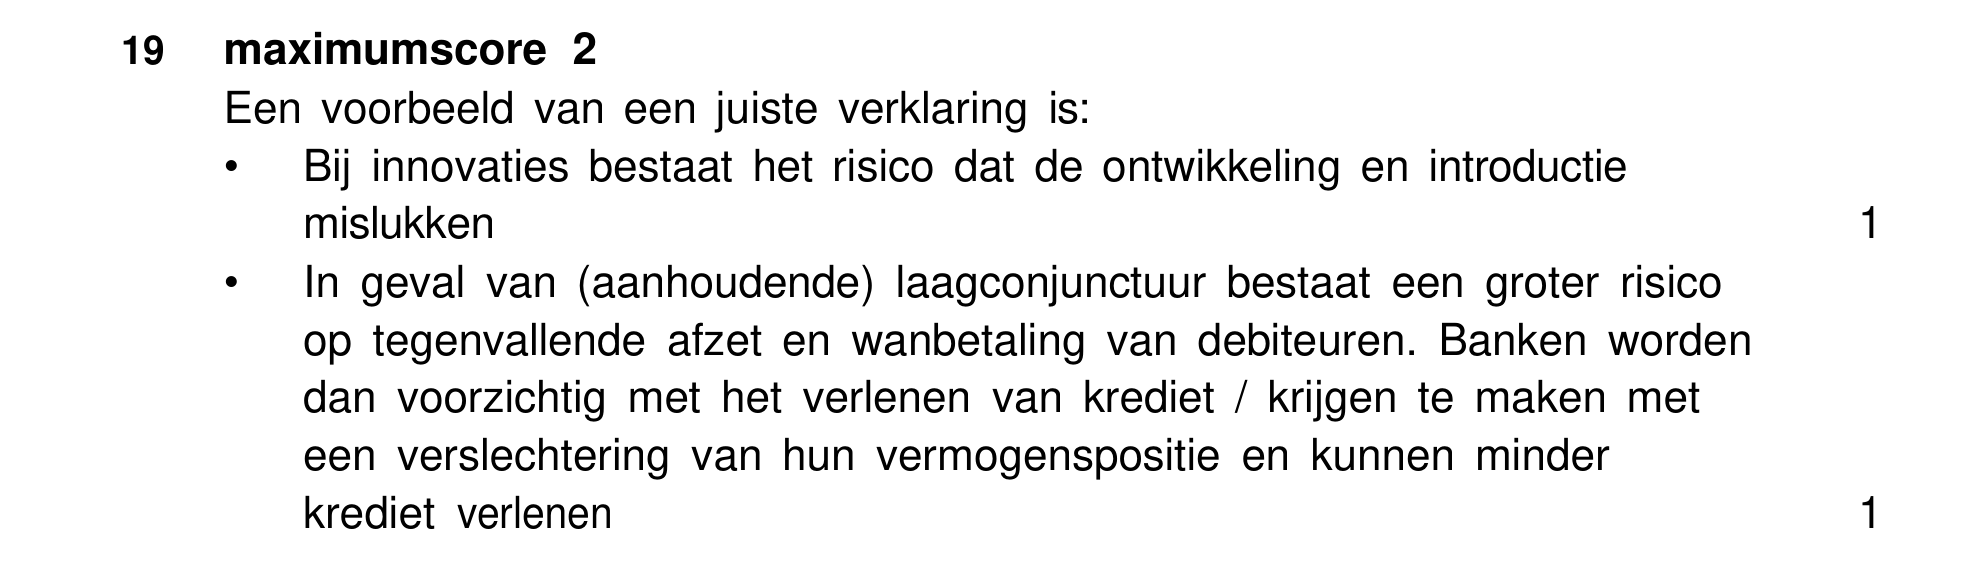 19 maximumscore 2
Een voorbeeld van een juiste verklaring is:
• Bij innovaties bestaat het risico dat de ontwikkeling en introductie
mislukken 1
• In geval van (aanhoudende) laagconjunctuur bestaat een groter risico
op tegenvallende afzet en wanbetaling van debiteuren. Banken worden
dan voorzichtig met het verlenen van krediet / krijgen te maken met
een verslechtering van hun vermogenspositie en kunnen minder
krediet verlenen 1